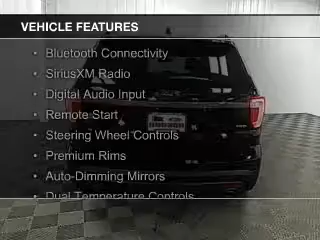 VEHICLE FEATURES
• Bluetooth Connectivity
• SiriusXM Radio
• Digital Audio Input
• Remote Start
• Steering Wheel Controls
• Premium Rims
• Auto-Dimming Mirrors
• Dual Temperature Controls